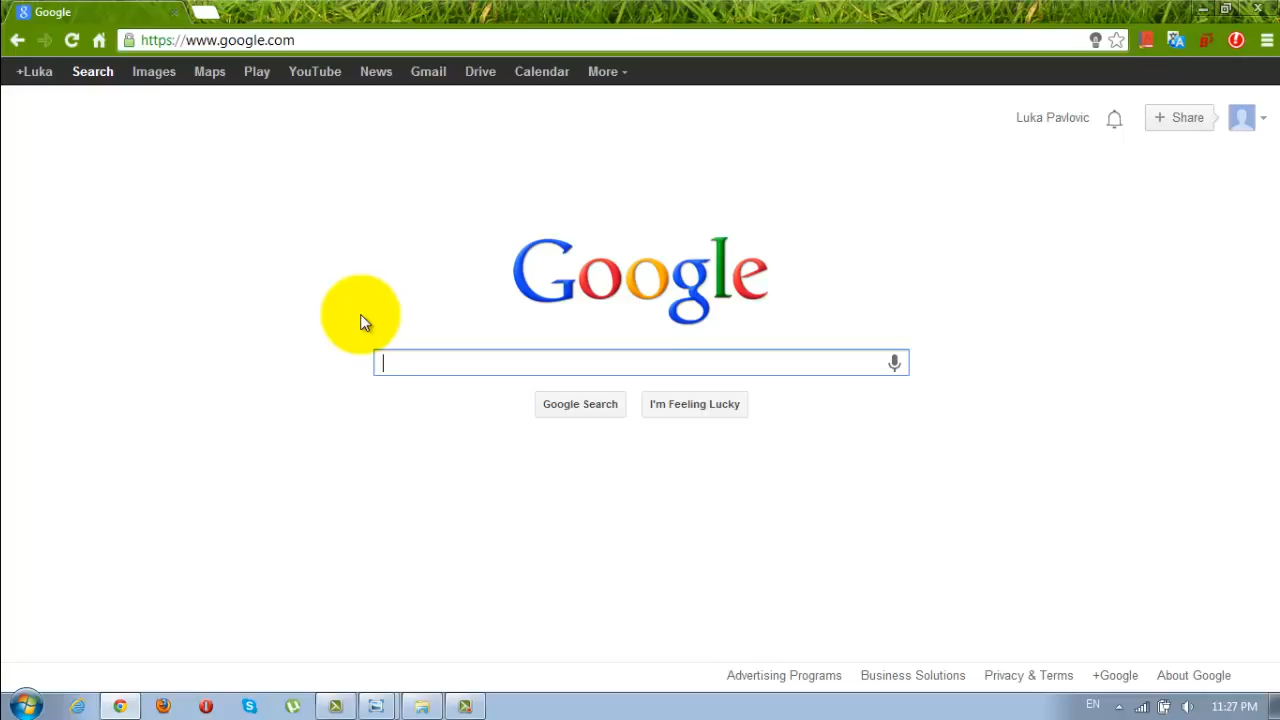 Google
https://www.google.com
+Luka Search Images Maps Play YouTube News Gmail Drive Calendar More
Luka Pavlovic + Share
Google
Google Search I'm Feeling Lucky
Advertising Programs Business Solutions Privacy & Terms +Google About Google
EN 11:27 PM